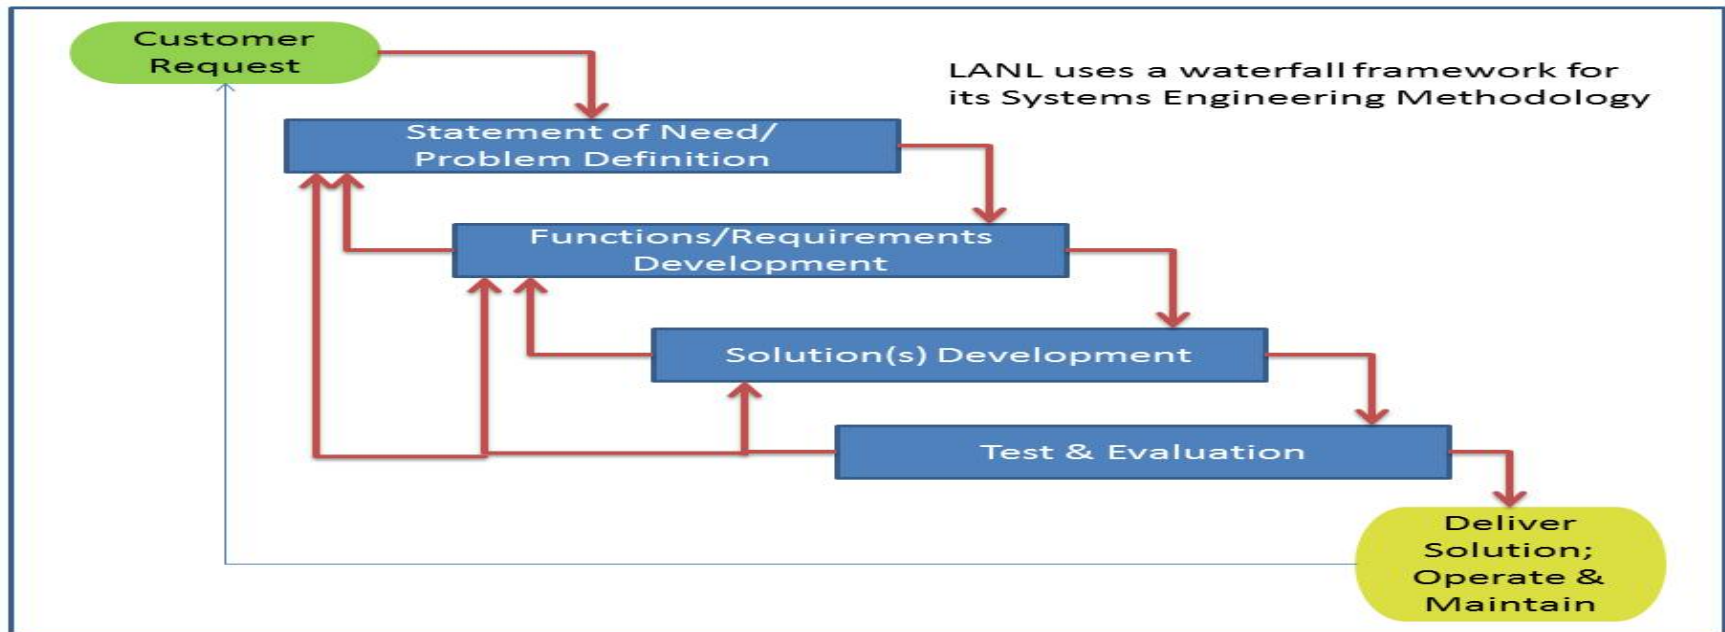 Customer
Request
LANL uses a waterfall framework for
its Systems Engineering Methodology
Statement of Need/
Problem Definition
Functions/Requirements
Development
Solution(s) Development
Test & Evaluation
Deliver
Solution;
Operate &
Maintain